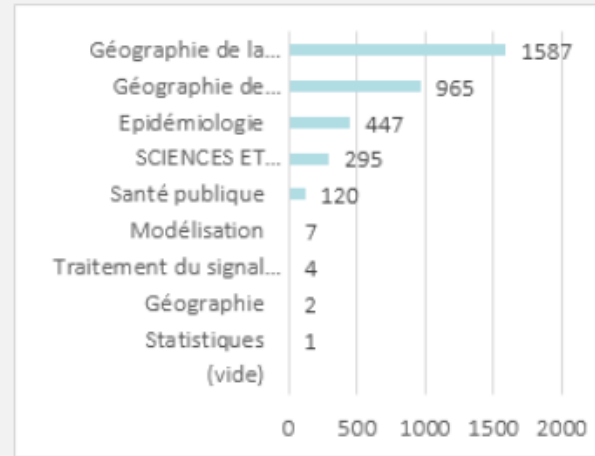 Géographie de la... 1587
Géographie de... 965
Epidémiologie 447
SCIENCES ET... 295
Santé publique 120
Modélisation 7
Traitement du signal... 4
Géographie 2
Statistiques 1
(vide)
0 500 1000 1500 2000